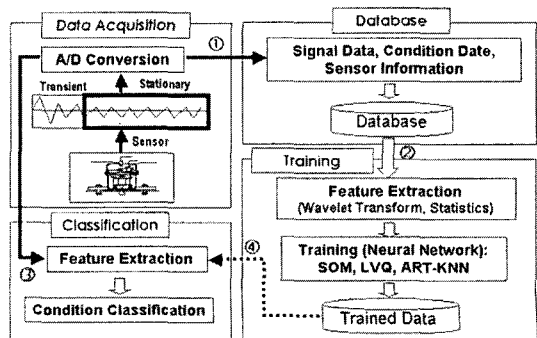 Data Acquisition
A/D Conversion
Transient
Stationary
Sensor
①
Database
Signal Data, Condition Date,
Sensor Information
Database
②
Training
Feature Extraction
(Wavelet Transform, Statistics)
Training (Neural Network):
SOM, LVQ, ART-KNN
Trained Data
Classification
③
④
Feature Extraction
Condition Classification